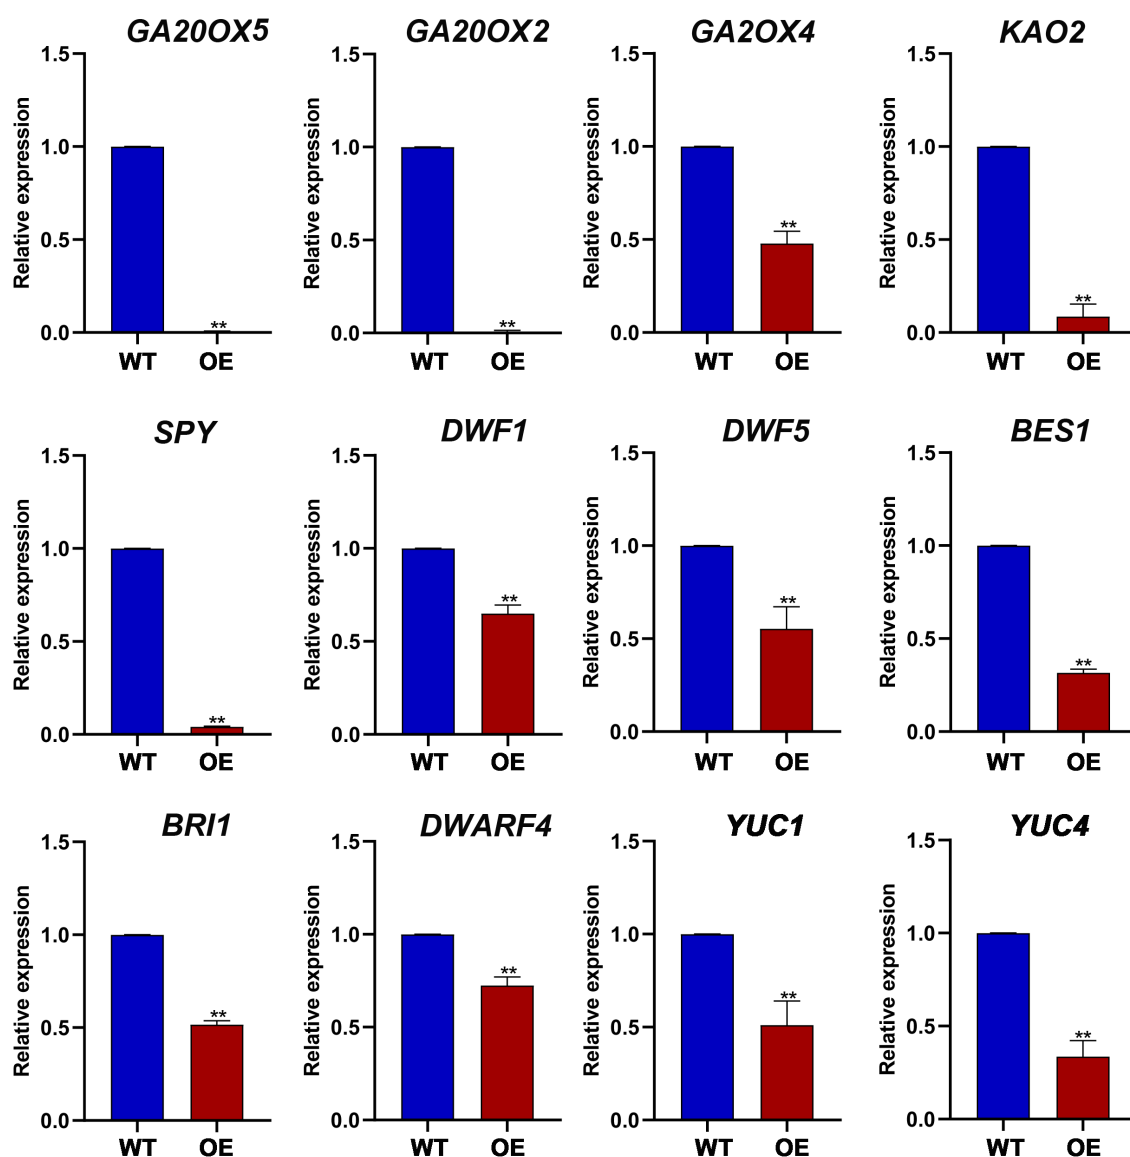 GA20OX5
GA20OX2
GA2OX4
KAO2
1.5
1.0
0.5
0.0
Relative expression
**
WT
OE
1.5
1.0
0.5
0.0
Relative expression
**
WT
OE
1.5
1.0
0.5
0.0
Relative expression
**
WT
OE
1.5
1.0
0.5
0.0
Relative expression
**
WT
OE
SPY
DWF1
DWF5
BES1
1.5
1.0
0.5
0.0
Relative expression
**
WT
OE
1.5
1.0
0.5
0.0
Relative expression
**
WT
OE
1.5
1.0
0.5
0.0
Relative expression
**
WT
OE
1.5
1.0
0.5
0.0
Relative expression
**
WT
OE
BRI1
DWARF4
YUC1
YUC4
1.5
1.0
0.5
0.0
Relative expression
**
WT
OE
1.5
1.0
0.5
0.0
Relative expression
**
WT
OE
1.5
1.0
0.5
0.0
Relative expression
**
WT
OE
1.5
1.0
0.5
0.0
Relative expression
**
WT
OE